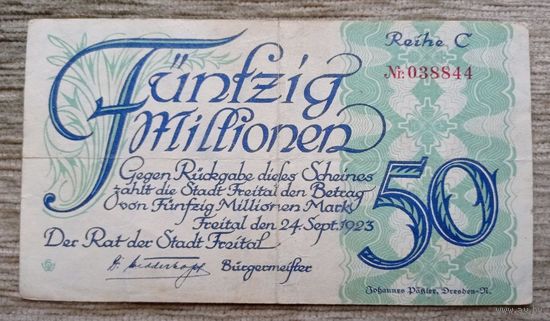 Reihe C
Nr. 038844
Fünfzig
Millionen
Gegen Rückgabe dieses Scheines
zahlt die Stadt Freital den Betrag
von Fünfzig Millionen Mark
Freital den 24. Sept. 1923
Der Rat der Stadt Freital
Bürgermeister
50
Johannes Päßler, Dresden-N.